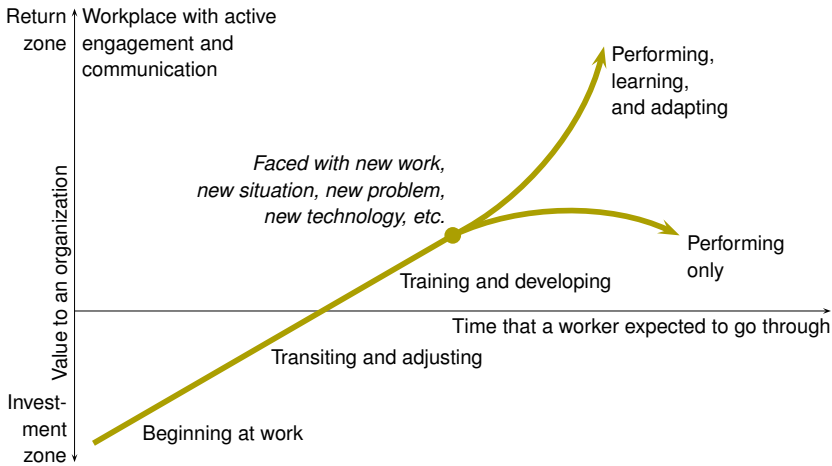 Return
zone
Workplace with active
engagement and
communication
Performing,
learning,
and adapting
Faced with new work,
new situation, new problem,
new technology, etc.
Performing
only
Value to an organization
Training and developing
Time that a worker expected to go through
Transiting and adjusting
Invest-
ment
zone
Beginning at work